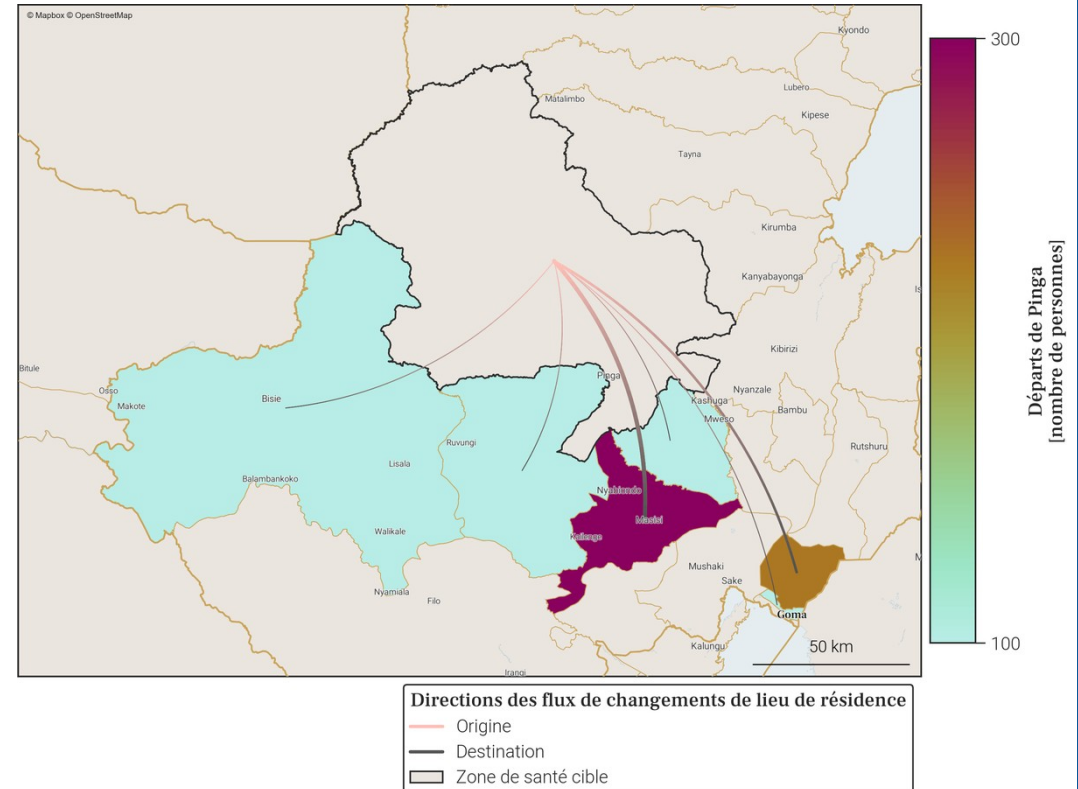 © Mapbox © OpenStreetMap
Kyondo
Matalimbo
Lubero
Kipese
Tayna
Kirumba
Kanyabayonga
Kibirizi
Bitule
Osso
Makote
Bisie
Pinga
Kashuga
Nyanzale
Mweso
Bambu
Ruvungi
Rutshuru
Lisala
Balambankoko
Nyabiondo
Masisi
Walikale
Katenge
Mushaki
Sake
Nyamiala
Filo
Goma
Kalungu
50 km
Irangi
300
100
Départs de Pinga
[nombre de personnes]
Directions des flux de changements de lieu de résidence
Origine
Destination
Zone de santé cible